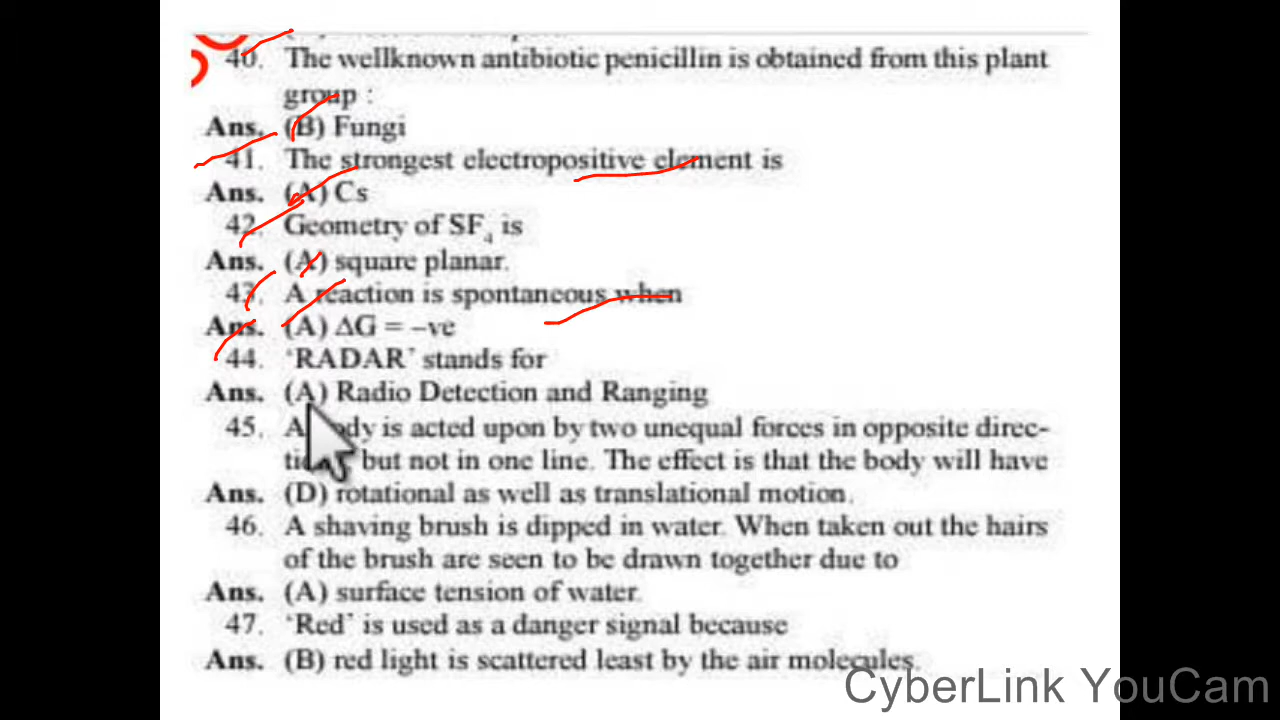 40. The wellknown antibiotic penicillin is obtained from this plant
group :
Ans. (B) Fungi
41. The strongest electropositive element is
Ans. (A) Cs
42. Geometry of SF₄ is
Ans. (A) square planar.
43. A reaction is spontaneous when
Ans. (A) ΔG = –ve
44. ‘RADAR’ stands for
Ans. (A) Radio Detection and Ranging
45. A body is acted upon by two unequal forces in opposite direc-
but not in one line. The effect is that the body will have
Ans. (D) rotational as well as translational motion.
46. A shaving brush is dipped in water. When taken out the hairs
of the brush are seen to be drawn together due to
Ans. (A) surface tension of water.
47. ‘Red’ is used as a danger signal because
Ans. (B) red light is scattered least by the air molecules.
CyberLink YouCam